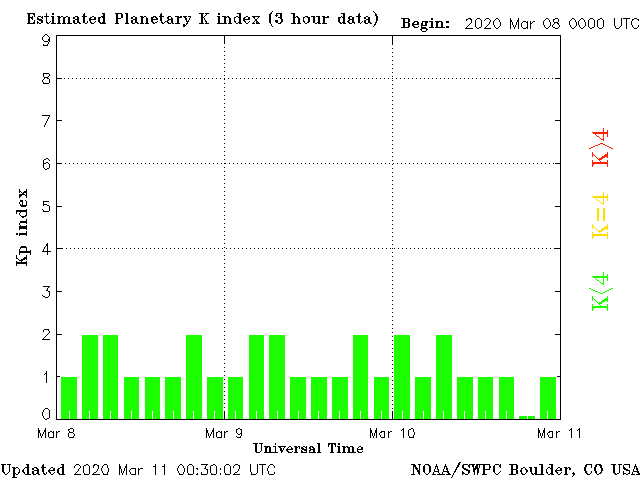 Estimated Planetary K index (3 hour data) Begin: 2020 Mar 08 0000 UTC
9
8
7
6
5
4
3
2
1
0
Kp index
K>4
K=4
K<4
Mar 8 Mar 9 Mar 10 Mar 11
Universal Time
Updated 2020 Mar 11 00:30:02 UTC NOAA/SWPC Boulder, CO USA